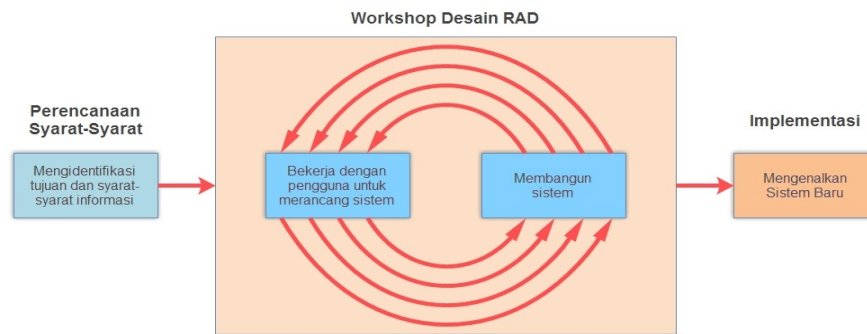 Workshop Desain RAD
Perencanaan
Syarat-Syarat
Mengidentifikasi
tujuan dan syarat-
syarat informasi
Bekerja dengan
pengguna untuk
merancang sistem
Membangun
sistem
Implementasi
Mengenalkan
Sistem Baru